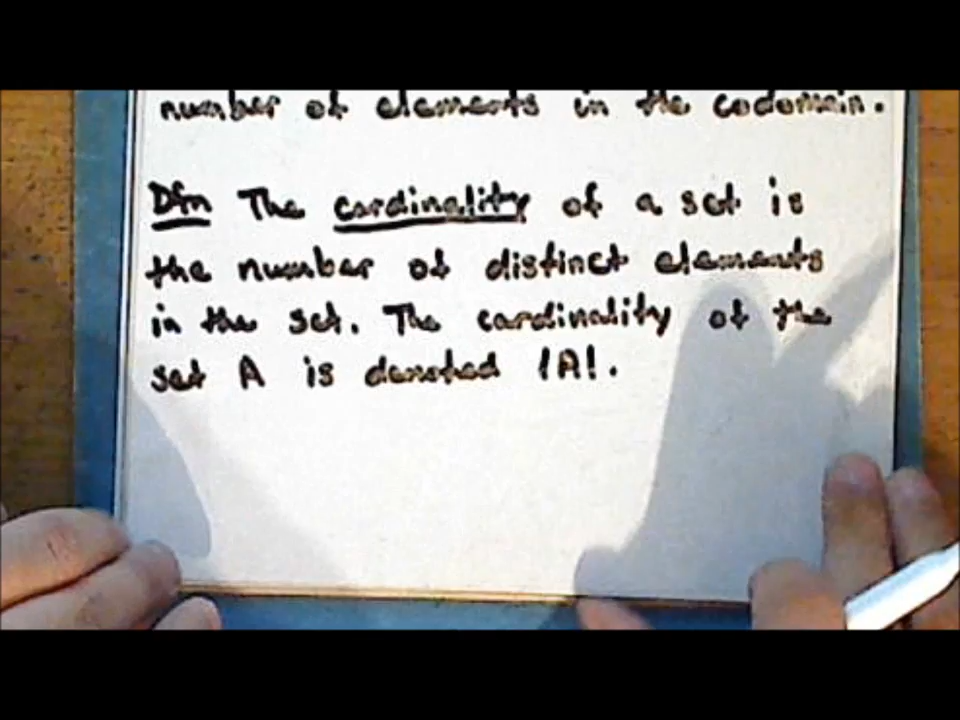 number of elements in the codomain.
Dfn The cardinality of a set is
the number of distinct elements
in the set. The cardinality of the
set A is denoted |A|.